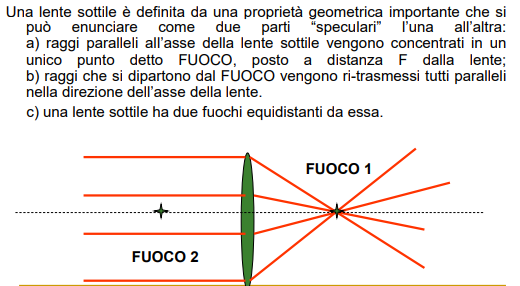 Una lente sottile è definita da una proprietà geometrica importante che si
può enunciare come due parti “speculari” l’una all’altra:
a) raggi paralleli all’asse della lente sottile vengono concentrati in un
unico punto detto FUOCO, posto a distanza F dalla lente;
b) raggi che si dipartono dal FUOCO vengono ri-trasmessi tutti paralleli
nella direzione dell’asse della lente.
c) una lente sottile ha due fuochi equidistanti da essa.
FUOCO 1
FUOCO 2